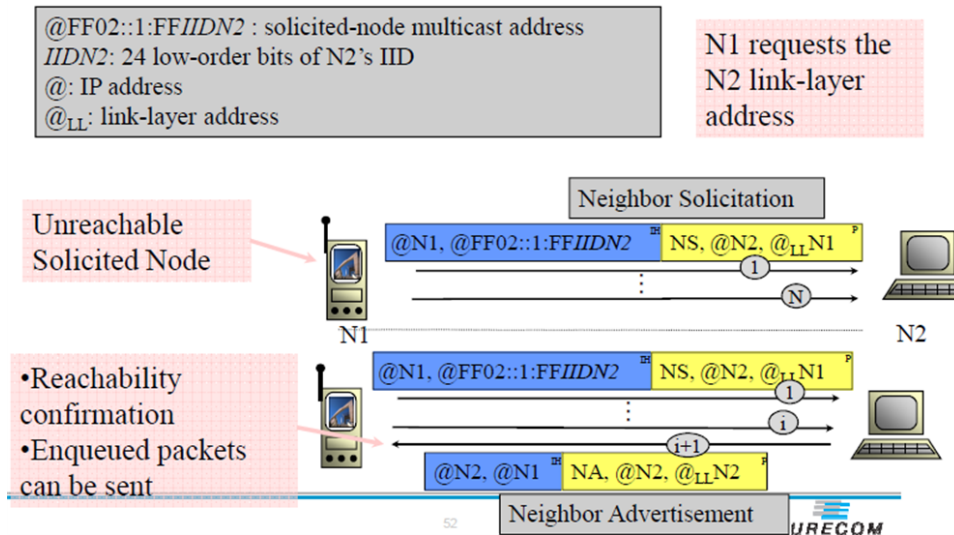 @FF02::1:FFIIDN2 : solicited-node multicast address
IIDN2: 24 low-order bits of N2's IID
@: IP address
@LL: link-layer address
N1 requests the
N2 link-layer
address
Neighbor Solicitation
Unreachable
Solicited Node
@N1, @FF02::1:FFIIDN2 IH
NS, @N2, @LLN1 P
1
⋮
N
N1
N2
•Reachability
confirmation
•Enqueued packets
can be sent
@N1, @FF02::1:FFIIDN2 IH
NS, @N2, @LLN1 P
1
⋮
i
i+1
@N2, @N1 IH
NA, @N2, @LLN2 P
52
Neighbor Advertisement
URECOM